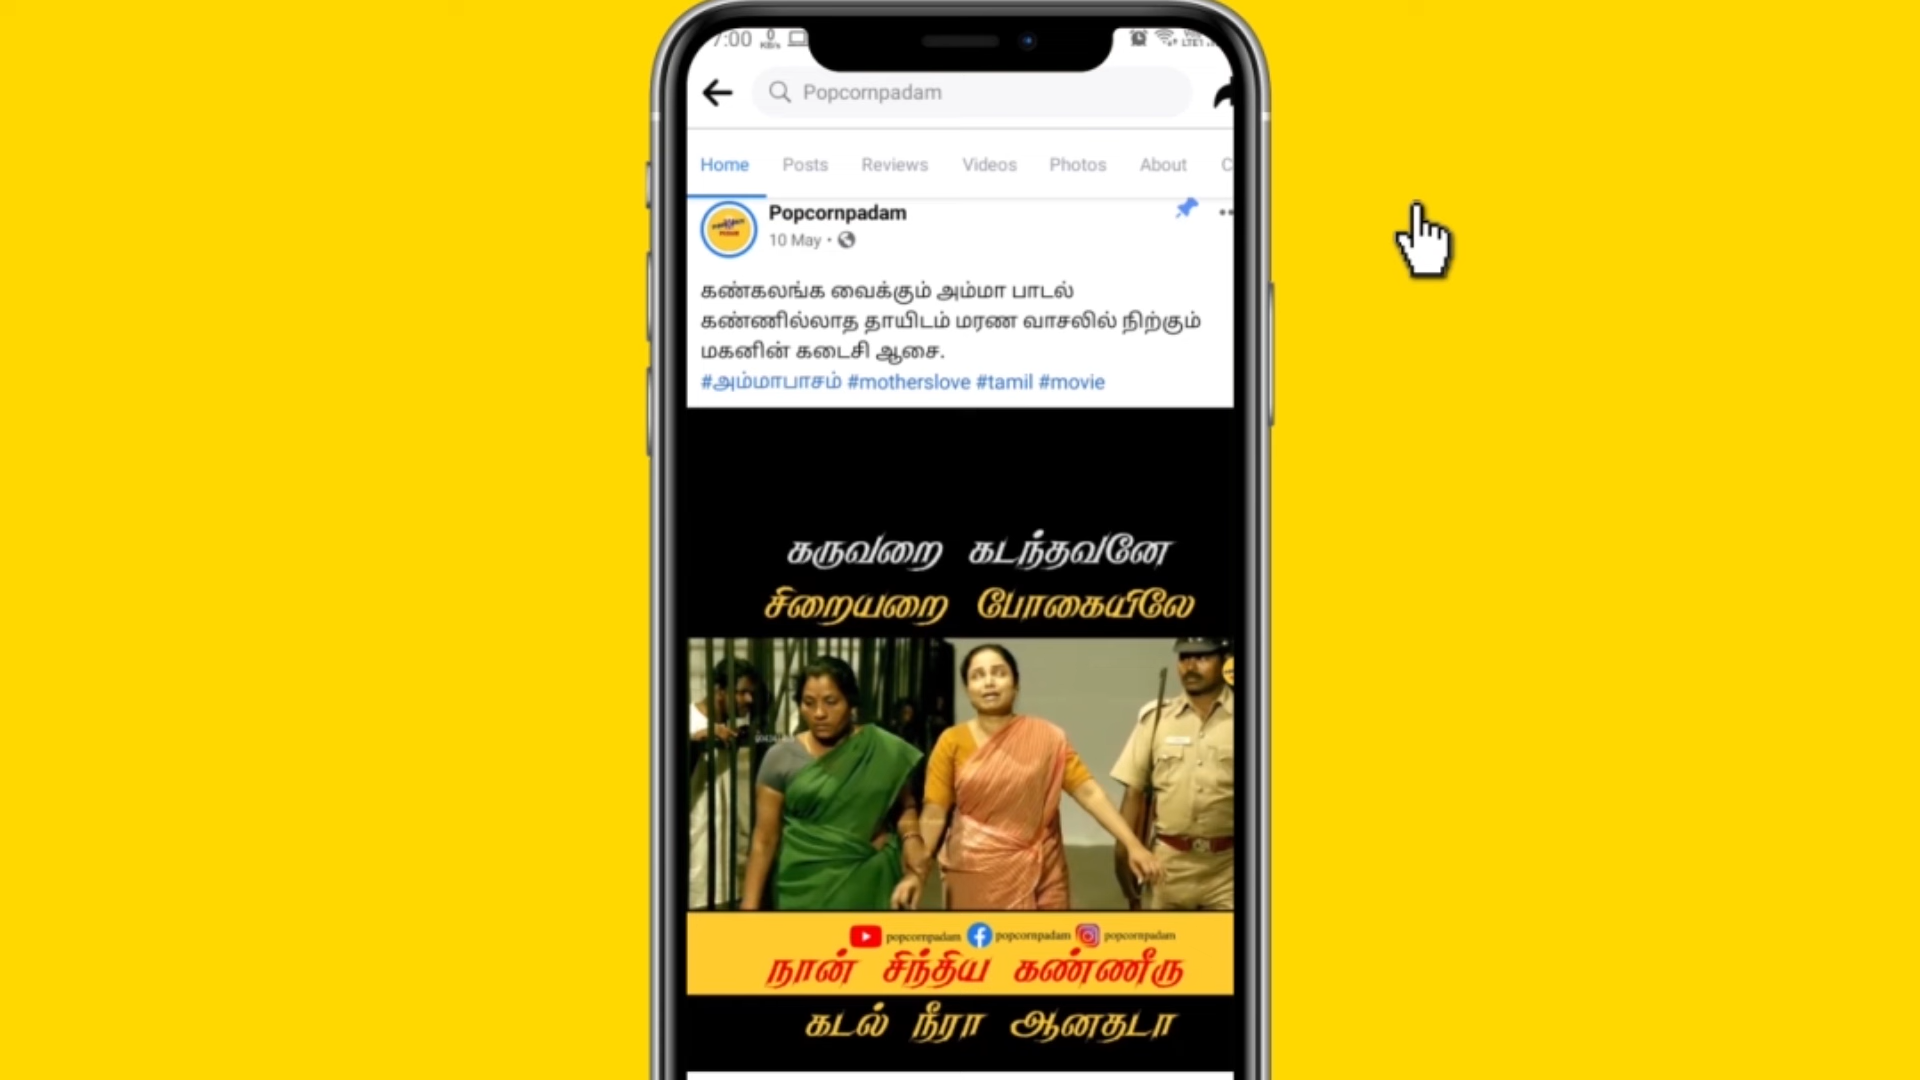 7:00
Popcornpadam
Home Posts Reviews Videos Photos About C
Popcornpadam
10 May
கண்கலங்க வைக்கும் அம்மா பாடல்
கண்ணில்லாத தாயிடம் மரண வாசலில் நிற்கும்
மகனின் கடைசி ஆசை.
#அம்மாபாசம் #motherslove #tamil #movie
கருவறை கடந்தவனே
சிறையறை போகையிலே
popcornpadam popcornpadam popcornpadam
நான் சிந்திய கண்ணீரு
கடல் நீரா ஆனதடா